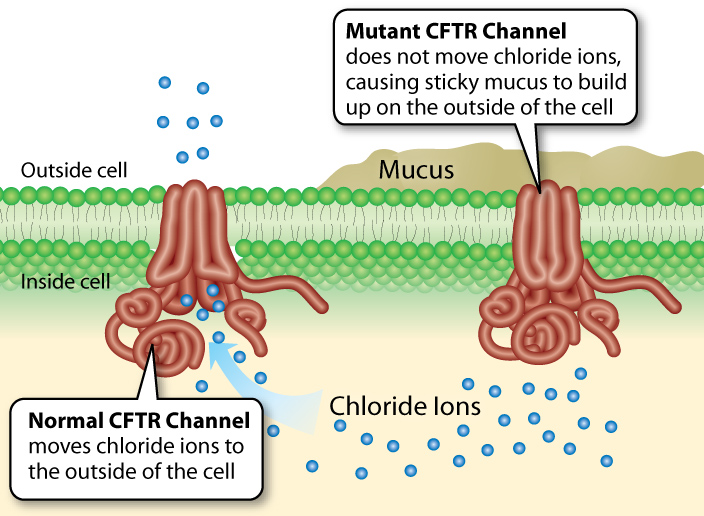 Mutant CFTR Channel
does not move chloride ions,
causing sticky mucus to build
up on the outside of the cell
Outside cell
Mucus
Inside cell
Chloride Ions
Normal CFTR Channel
moves chloride ions to
the outside of the cell